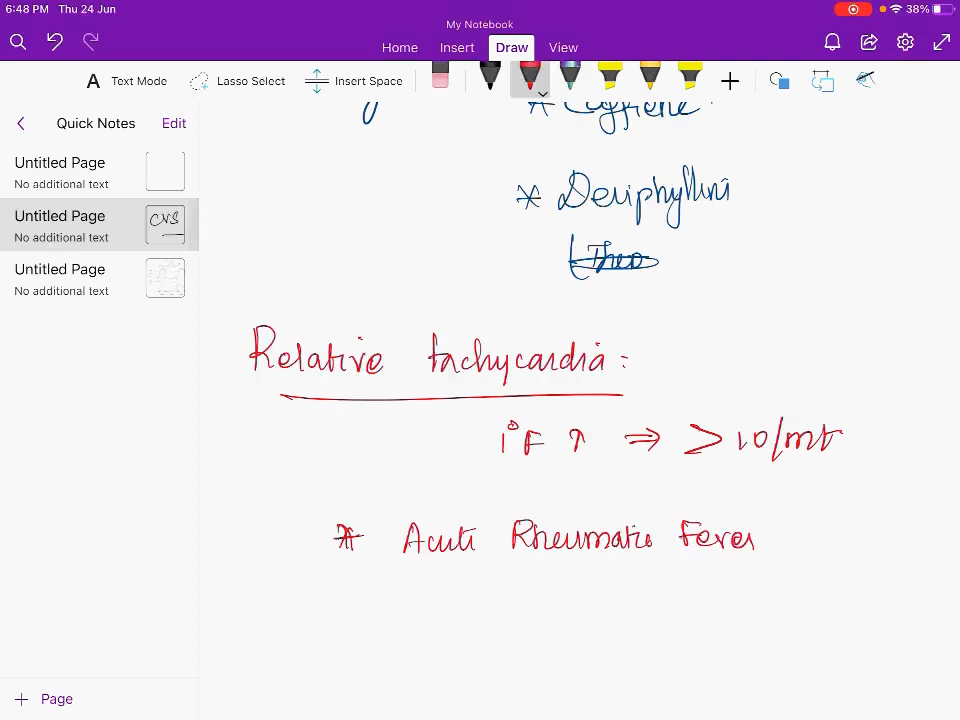 6:48 PM Thu 24 Jun
38%
My Notebook
Home Insert Draw View
Text Mode Lasso Select Insert Space
Quick Notes Edit
Untitled Page
No additional text
Untitled Page
No additional text
CNS
Untitled Page
No additional text
* Deriphyllin
(Theo
Relative tachycardia :
1°F ↑ ⇒ > 10/mt
* Acute Rheumatic Fever
+ Page